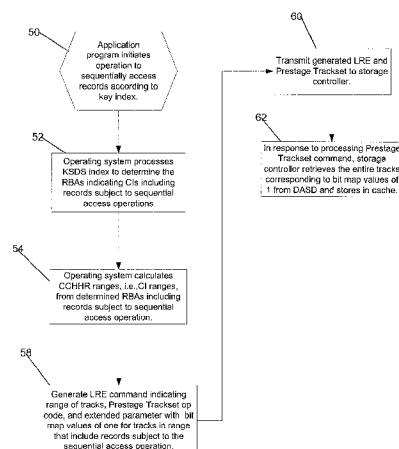 50
Application
program initiates
operation to
sequentially access
records according to
key index.
52
Operating system processes
KSDS index to determine the
RBAs indicating CIs including
records subject to sequential
access operations
54
Operating system calculates
CCHHR ranges, i.e.,CI ranges,
from determined RBAs including
records subject to sequential
access operation.
58
Generate LRE command indicating
range of tracks, Prestage Trackset op
code, and extended parameter with bit
map values of one for tracks in range
that include records subject to the
sequential access operation.
60
Transmit generated LRE and
Prestage Trackset to storage
controller.
62
In response to processing Prestage
Trackset command, storage
controller retrieves the entire tracks
corresponding to bit map values of
1 from DASD and stores in cache.